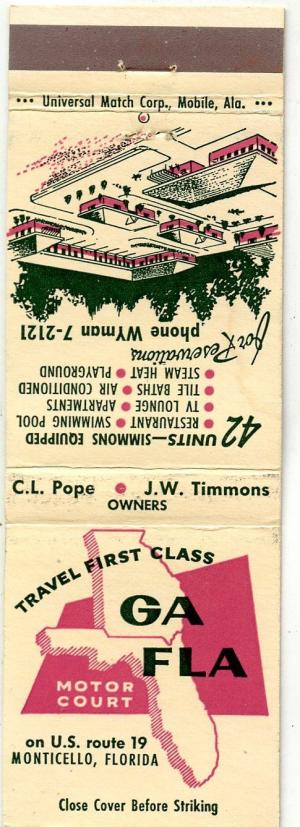 ••• Universal Match Corp., Mobile, Ala. •••
42 UNITS—SIMMONS EQUIPPED
• RESTAURANT • SWIMMING POOL
• TV LOUNGE • APARTMENTS
• TILE BATHS • AIR CONDITIONED
• STEAM HEAT • PLAYGROUND
for Reservations
phone WYman 7-2121
C.L. Pope • J.W. Timmons
OWNERS
TRAVEL FIRST CLASS
GA
FLA
MOTOR
COURT
on U.S. route 19
MONTICELLO, FLORIDA
Close Cover Before Striking